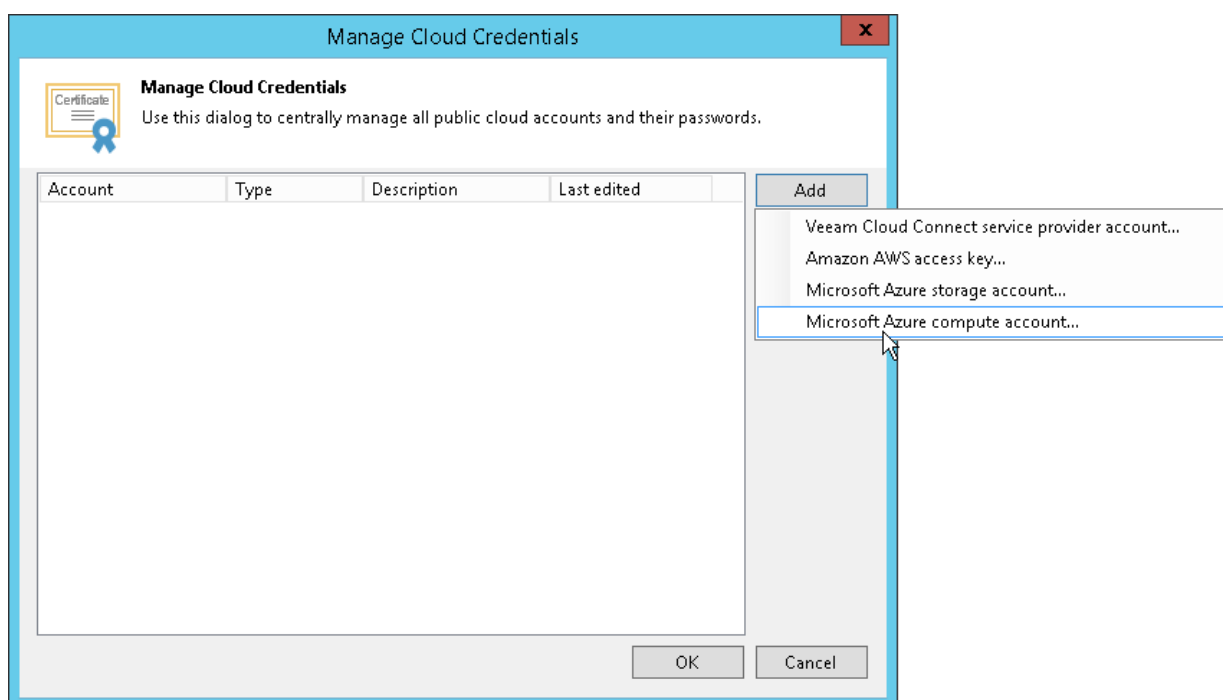 Manage Cloud Credentials
x
Certificate
Manage Cloud Credentials
Use this dialog to centrally manage all public cloud accounts and their passwords.
Account Type Description Last edited
Add
Veeam Cloud Connect service provider account...
Amazon AWS access key...
Microsoft Azure storage account...
Microsoft Azure compute account...
OK Cancel